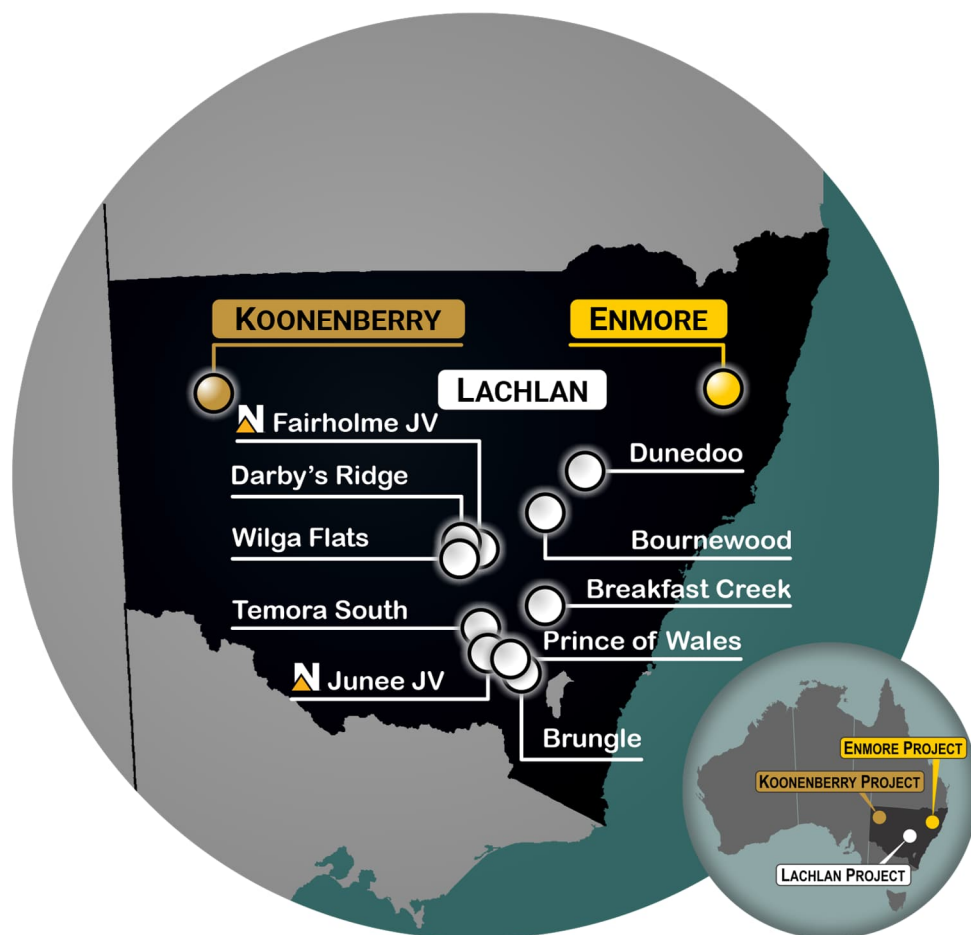 KOONENBERRY
ENMORE
LACHLAN
N Fairholme JV
Darby's Ridge
Dunedoo
Wilga Flats
Bournewood
Breakfast Creek
Temora South
Prince of Wales
N Junee JV
Brungle
ENMORE PROJECT
KOONENBERRY PROJECT
LACHLAN PROJECT